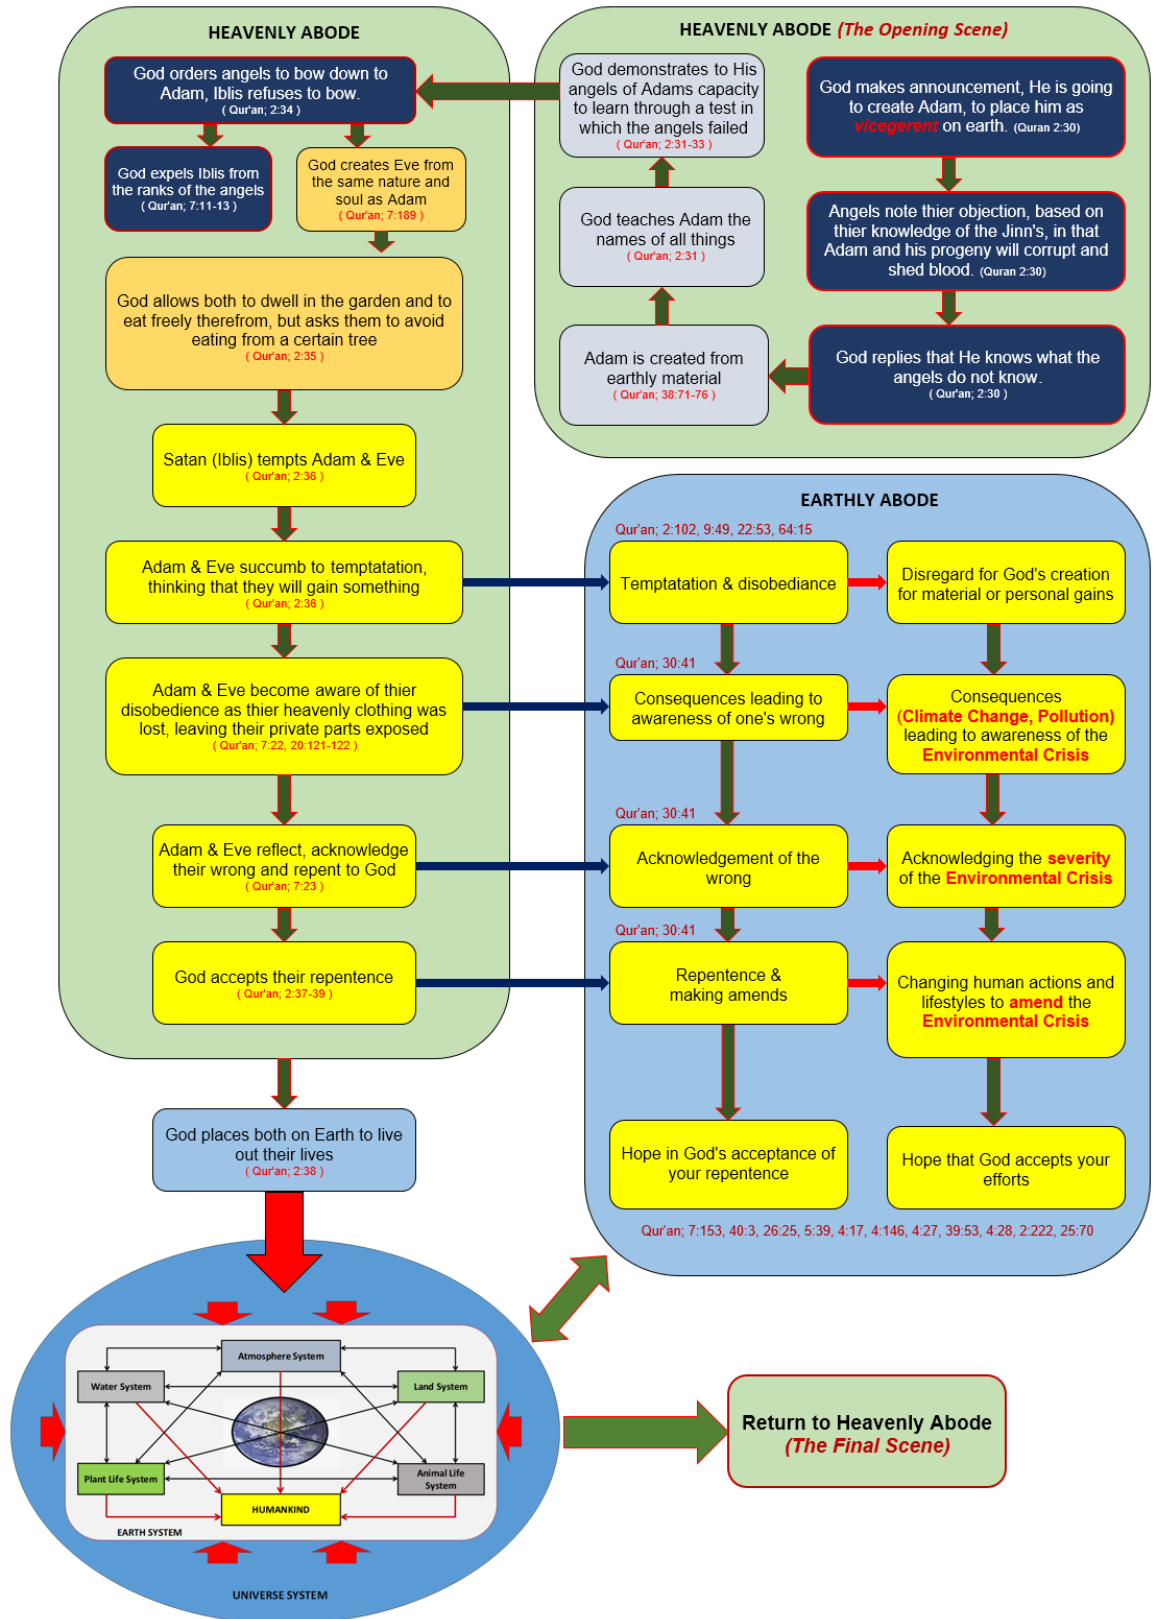 HEAVENLY ABODE
God orders angels to bow down to
Adam, Iblis refuses to bow.
( Qur'an; 2:34 )
God expels Iblis from
the ranks of the angels
( Qur'an; 7:11-13 )
God creates Eve from
the same nature and
soul as Adam
( Qur'an; 7:189 )
God allows both to dwell in the garden and to
eat freely therefrom, but asks them to avoid
eating from a certain tree
( Qur'an; 2:35 )
Satan (Iblis) tempts Adam & Eve
( Qur'an; 2:36 )
Adam & Eve succumb to temptatation,
thinking that they will gain something
( Qur'an; 2:36 )
Adam & Eve become aware of thier
disobedience as thier heavenly clothing was
lost, leaving their private parts exposed
( Qur'an; 7:22, 20:121-122 )
Adam & Eve reflect, acknowledge
their wrong and repent to God
( Qur'an; 7:23 )
God accepts their repentence
( Qur'an; 2:37-39 )
God places both on Earth to live
out their lives
( Qur'an; 2:38 )
HEAVENLY ABODE (The Opening Scene)
God demonstrates to His
angels of Adams capacity
to learn through a test in
which the angels failed
( Qur'an; 2:31-33 )
God makes announcement, He is going
to create Adam, to place him as
vicegerent on earth. (Quran 2:30)
God teaches Adam the
names of all things
( Qur'an; 2:31 )
Angels note thier objection, based on
thier knowledge of the Jinn's, in that
Adam and his progeny will corrupt and
shed blood. (Quran 2:30)
Adam is created from
earthly material
( Qur'an; 38:71-76 )
God replies that He knows what the
angels do not know.
( Qur'an; 2:30 )
EARTHLY ABODE
Qur'an; 2:102, 9:49, 22:53, 64:15
Temptatation & disobediance
Disregard for God's creation
for material or personal gains
Qur'an; 30:41
Consequences leading to
awareness of one's wrong
Consequences
(Climate Change, Pollution)
leading to awareness of the
Environmental Crisis
Qur'an; 30:41
Acknowledgement of the
wrong
Acknowledging the severity
of the Environmental Crisis
Qur'an; 30:41
Repentence &
making amends
Changing human actions and
lifestyles to amend the
Environmental Crisis
Hope in God's acceptance of
your repentence
Hope that God accepts your
efforts
Qur'an; 7:153, 40:3, 26:25, 5:39, 4:17, 4:146, 4:27, 39:53, 4:28, 2:222, 25:70
Atmosphere System
Water System
Land System
Plant Life System
Animal Life
System
HUMANKIND
EARTH SYSTEM
UNIVERSE SYSTEM
Return to Heavenly Abode
(The Final Scene)